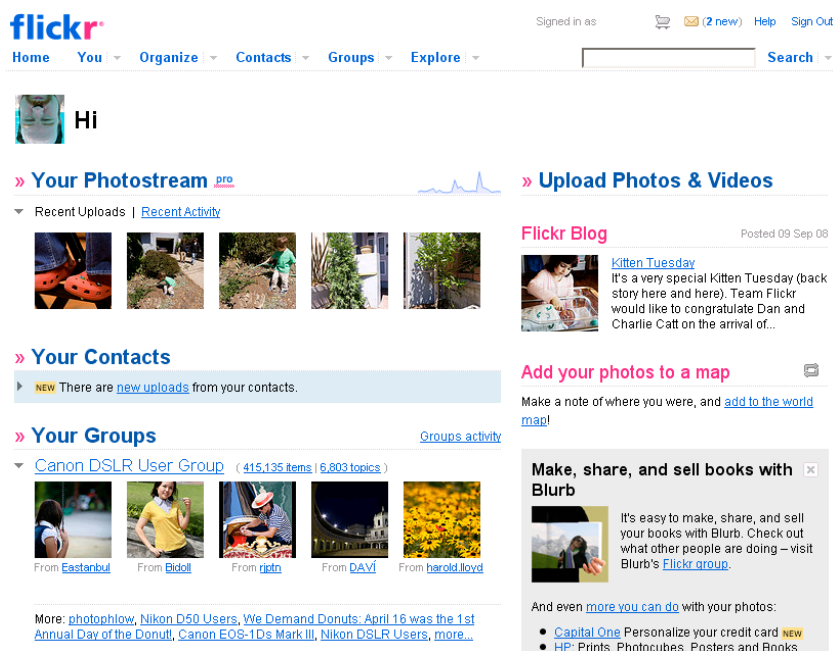 flickr
Signed in as (2 new) Help Sign Out
Home You Organize Contacts Groups Explore Search
Hi
» Your Photostream pro
Recent Uploads | Recent Activity
» Your Contacts
NEW There are new uploads from your contacts.
» Your Groups Groups activity
Canon DSLR User Group ( 415,135 items | 6,803 topics )
From Eastanbul From Bidoll From rjptn From DAVÍ From harold.lloyd
More: photophlow, Nikon D50 Users, We Demand Donuts: April 16 was the 1st
Annual Day of the Donut!, Canon EOS-1Ds Mark III, Nikon DSLR Users, more...
» Upload Photos & Videos
Flickr Blog Posted 09 Sep 08
Kitten Tuesday
It's a very special Kitten Tuesday (back
story here and here). Team Flickr
would like to congratulate Dan and
Charlie Catt on the arrival of...
Add your photos to a map
Make a note of where you were, and add to the world
map!
Make, share, and sell books with
Blurb
It's easy to make, share, and sell
your books with Blurb. Check out
what other people are doing – visit
Blurb's Flickr group.
And even more you can do with your photos:
• Capital One Personalize your credit card NEW
• HP: Prints, Photocubes, Posters and Books